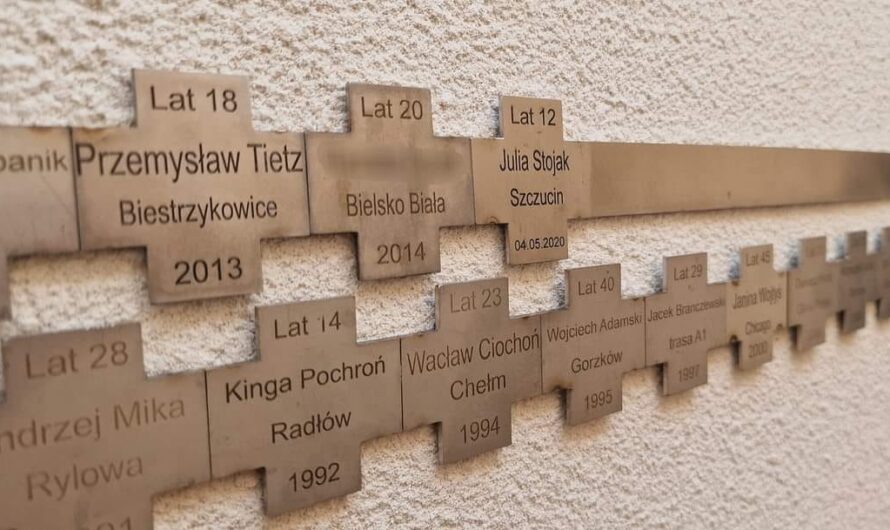 Lat 18
Przemysław Tietz
Biestrzykowice
2013
Lat 20
Bielsko Biała
2014
Lat 12
Julia Stojak
Szczucin
04.05.2020
Lat 28
Mika
Rylowa
Lat 14
Kinga Pochroń
Radłów
1992
Lat 23
Wacław Ciochoń
Chełm
1994
Lat 40
Wojciech Adamski
Gorzków
1995
Lat 29
Jacek Branczewski
trasa A1
1997
Lat 45
Janina Wojtys
Chicago
2000